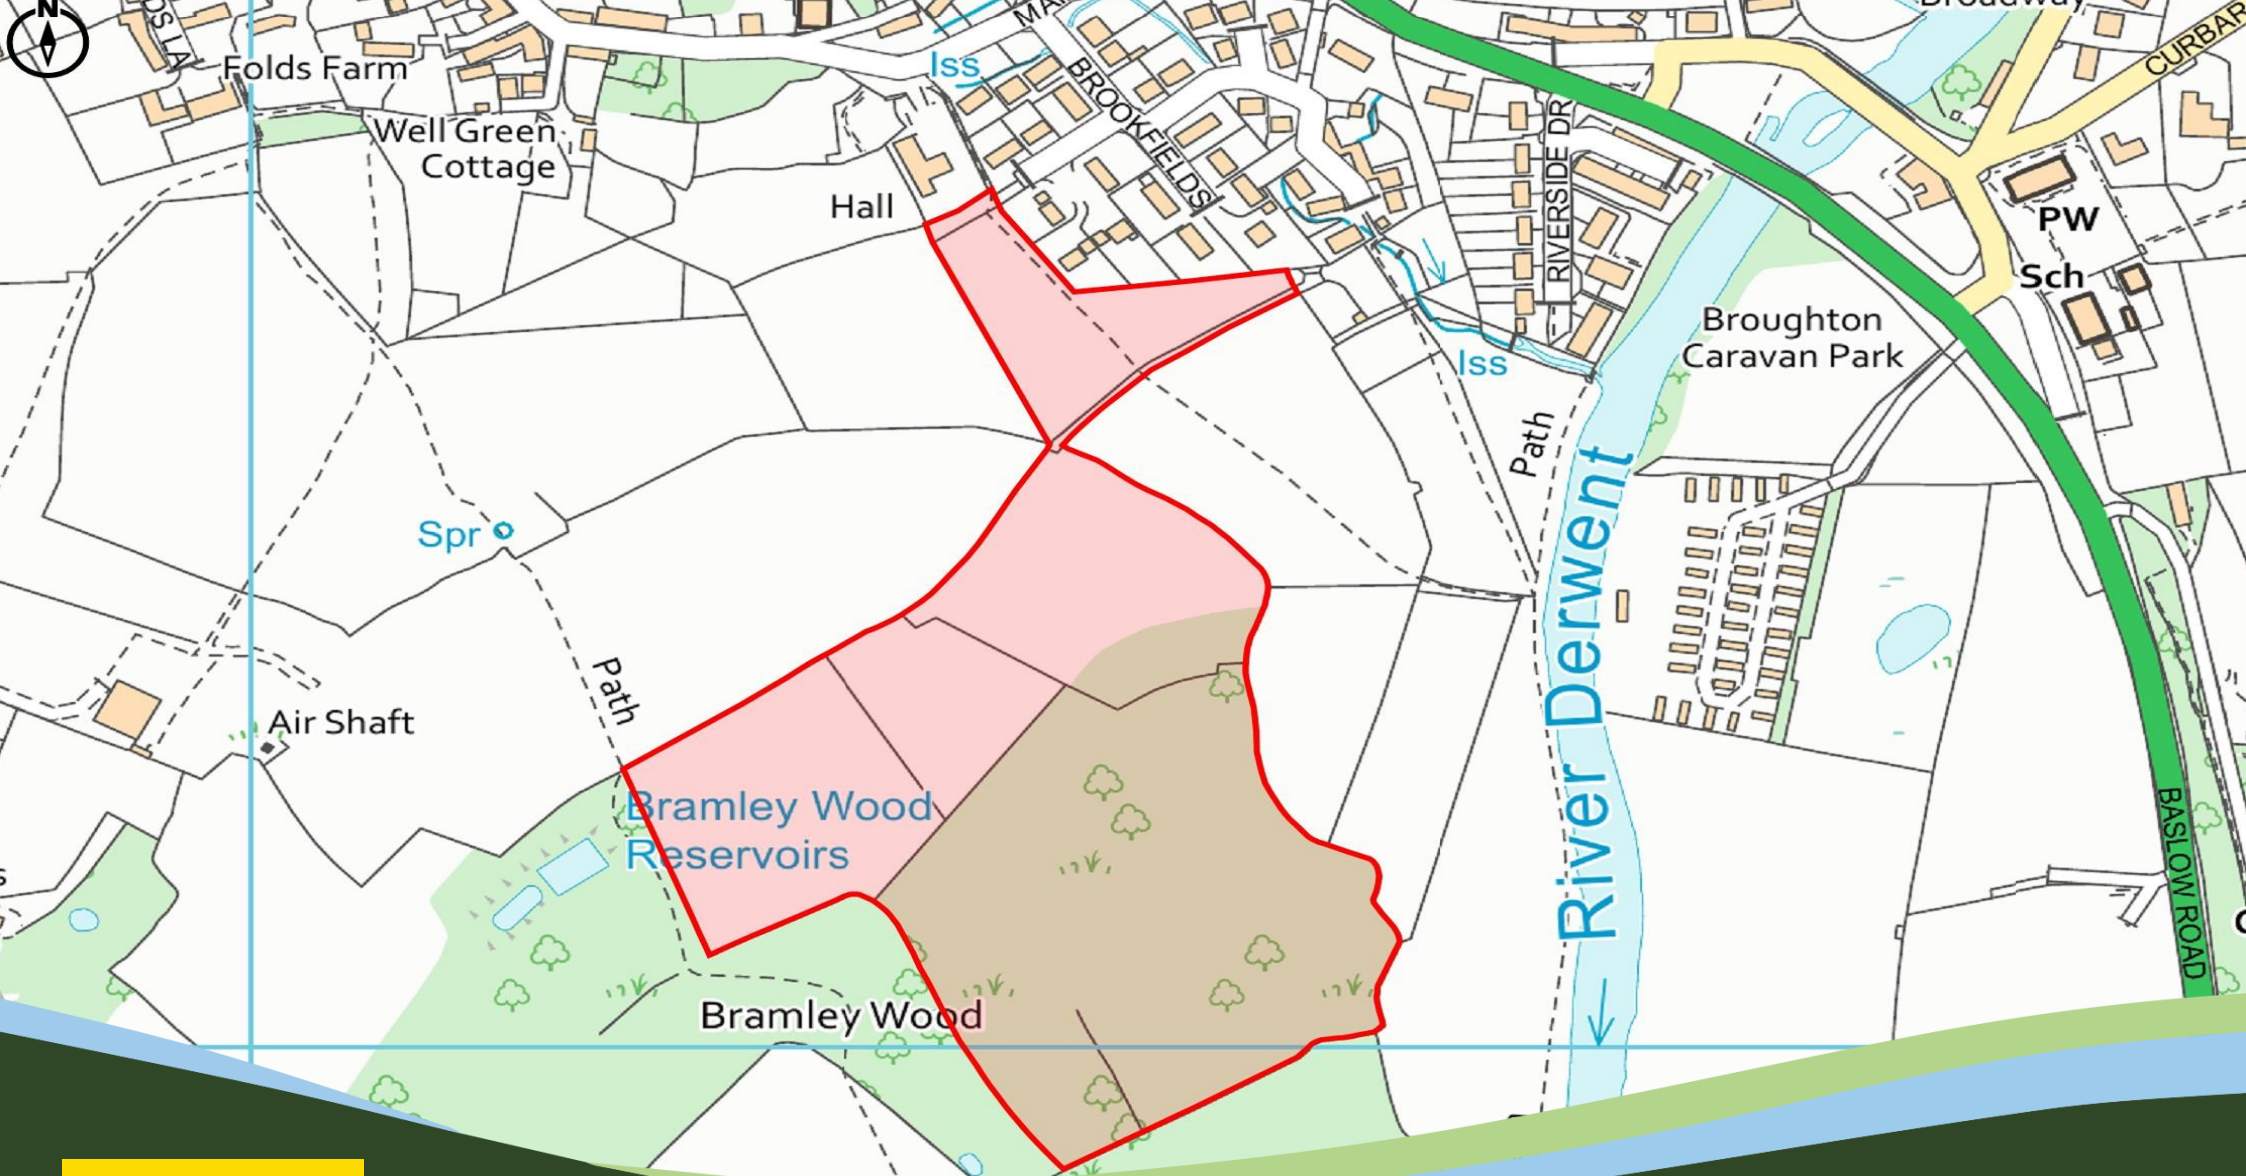 N
Folds Farm
Well Green
Cottage
Iss
BROOKFIELDS
Hall
RIVERSIDE DR
CURBAR
PW
Sch
Broughton
Caravan Park
Iss
Path
River Derwent
Spr
Path
Air Shaft
Bramley Wood
Reservoirs
Bramley Wood
BASLOW ROAD